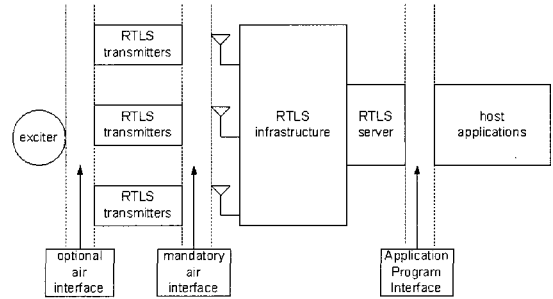 RTLS
transmitters
RTLS
transmitters
RTLS
transmitters
exciter
RTLS
infrastructure
RTLS
server
host
applications
optional
air
interface
mandatory
air
interface
Application
Program
Interface